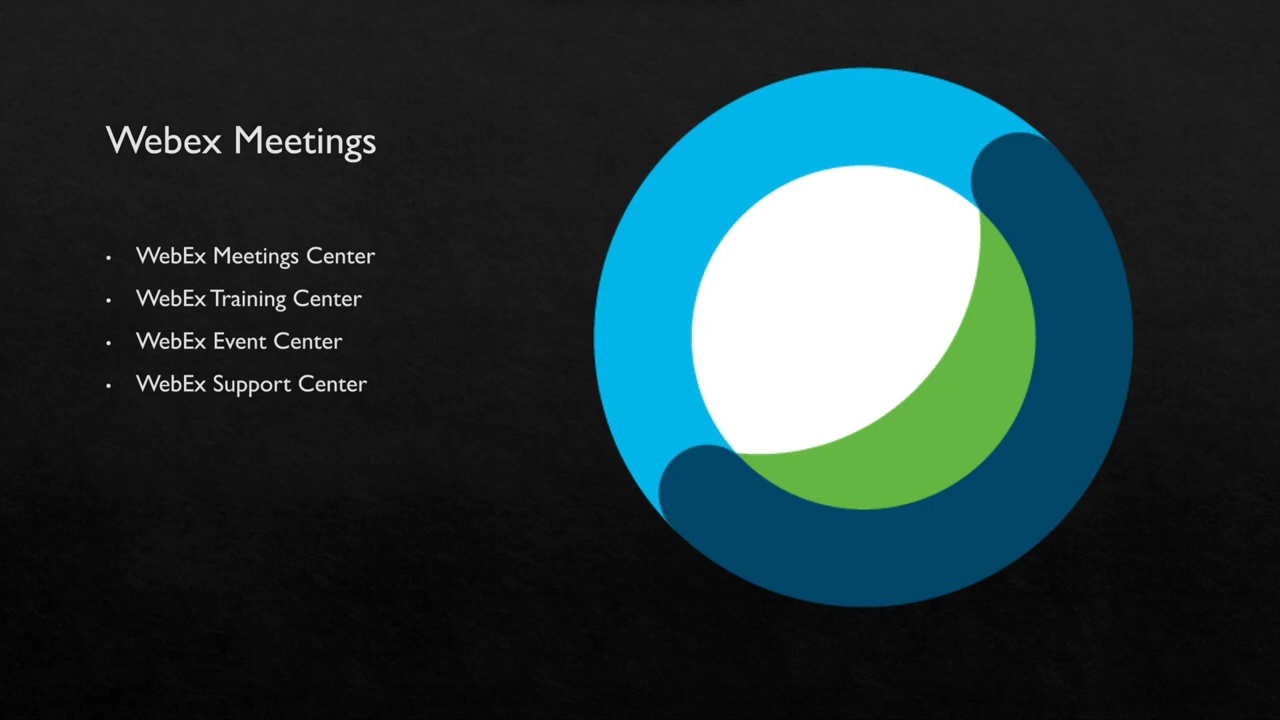 Webex Meetings
• WebEx Meetings Center
• WebEx Training Center
• WebEx Event Center
• WebEx Support Center